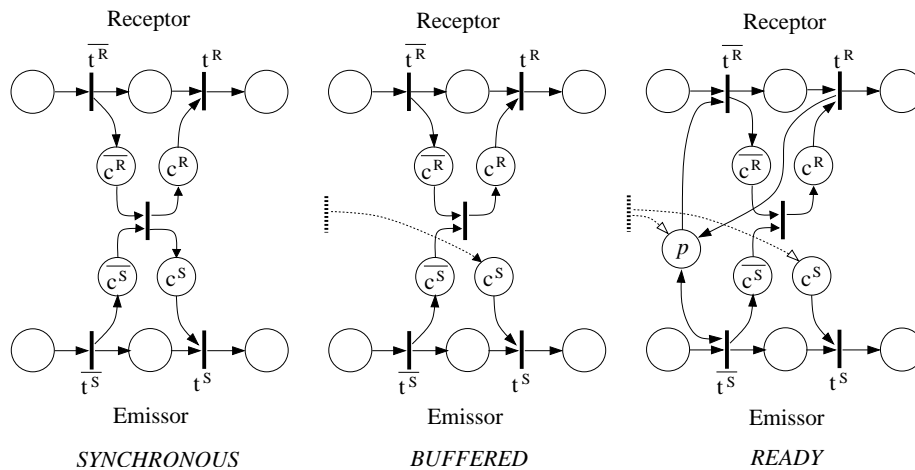 Receptor
t̅ᴿ̅ tᴿ
c̅ᴿ̅ cᴿ
c̅ˢ̅ cˢ
t̅ˢ̅ tˢ
Emissor
SYNCHRONOUS
Receptor
t̅ᴿ̅ tᴿ
c̅ᴿ̅ cᴿ
c̅ˢ̅ cˢ
t̅ˢ̅ tˢ
Emissor
BUFFERED
Receptor
t̅ᴿ̅ tᴿ
c̅ᴿ̅ cᴿ
p
c̅ˢ̅ cˢ
t̅ˢ̅ tˢ
Emissor
READY